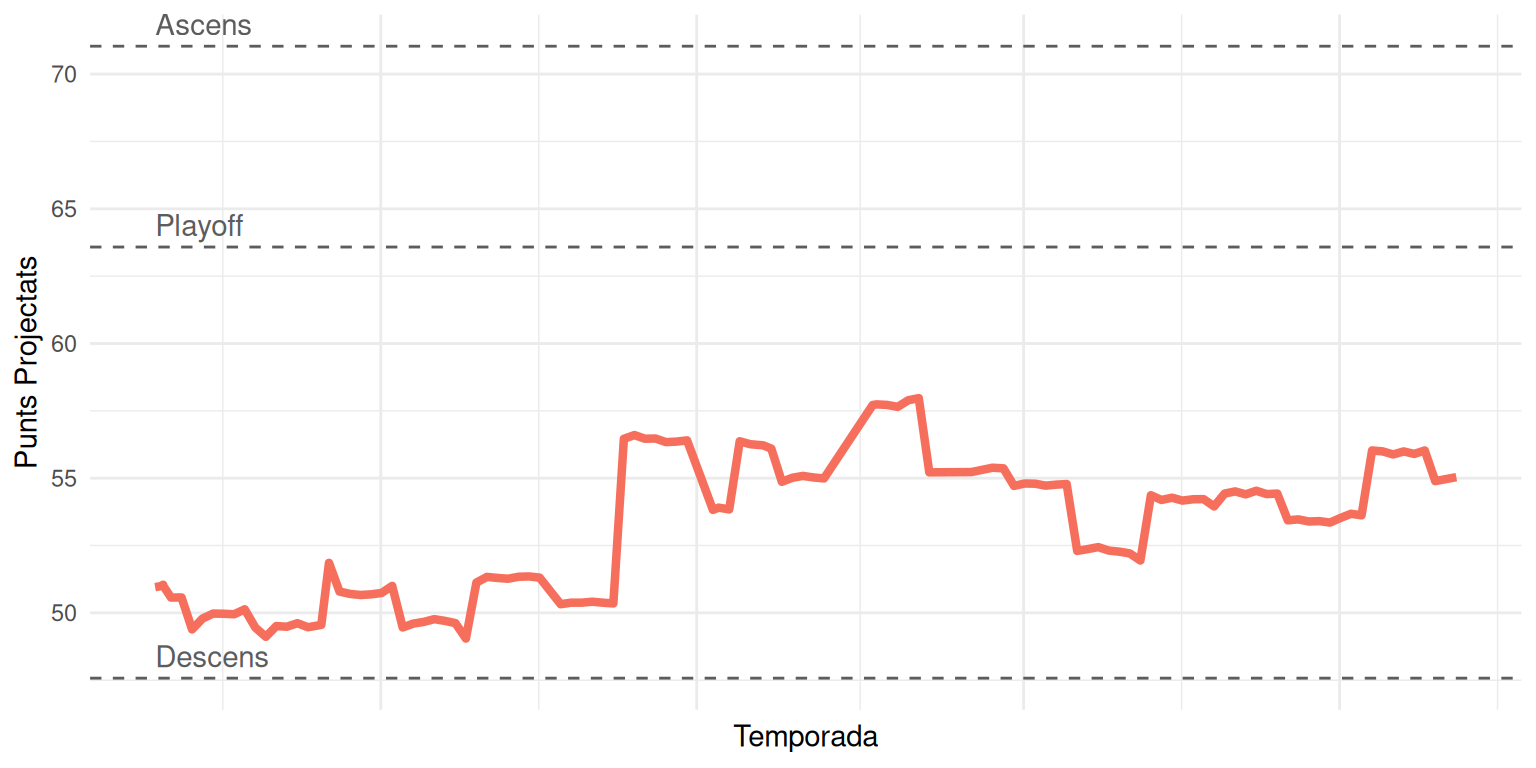 Ascens
70
65
Playoff
60
Punts Projectats
55
50
Descens
Temporada